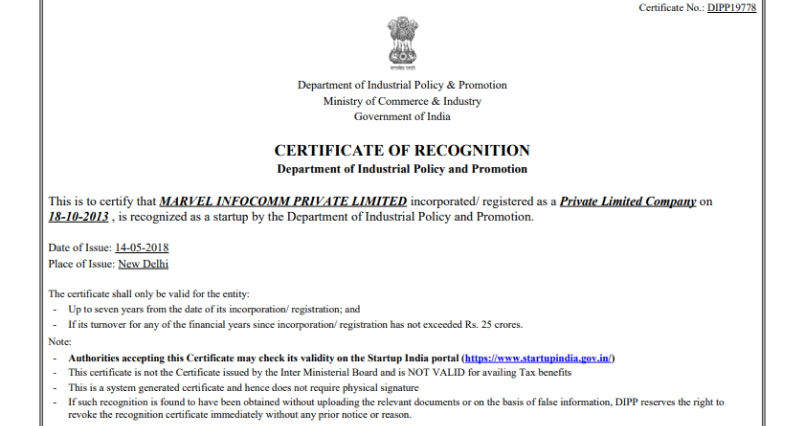 Certificate No.: DIPP19778
Department of Industrial Policy & Promotion
Ministry of Commerce & Industry
Government of India
CERTIFICATE OF RECOGNITION
Department of Industrial Policy and Promotion
This is to certify that MARVEL INFOCOMM PRIVATE LIMITED incorporated/ registered as a Private Limited Company on
18-10-2013 , is recognized as a startup by the Department of Industrial Policy and Promotion.
Date of Issue: 14-05-2018
Place of Issue: New Delhi
The certificate shall only be valid for the entity:
- Up to seven years from the date of its incorporation/ registration; and
- If its turnover for any of the financial years since incorporation/ registration has not exceeded Rs. 25 crores.
Note:
- Authorities accepting this Certificate may check its validity on the Startup India portal (https://www.startupindia.gov.in/)
- This certificate is not the Certificate issued by the Inter Ministerial Board and is NOT VALID for availing Tax benefits
- This is a system generated certificate and hence does not require physical signature
- If such recognition is found to have been obtained without uploading the relevant documents or on the basis of false information, DIPP reserves the right to
revoke the recognition certificate immediately without any prior notice or reason.